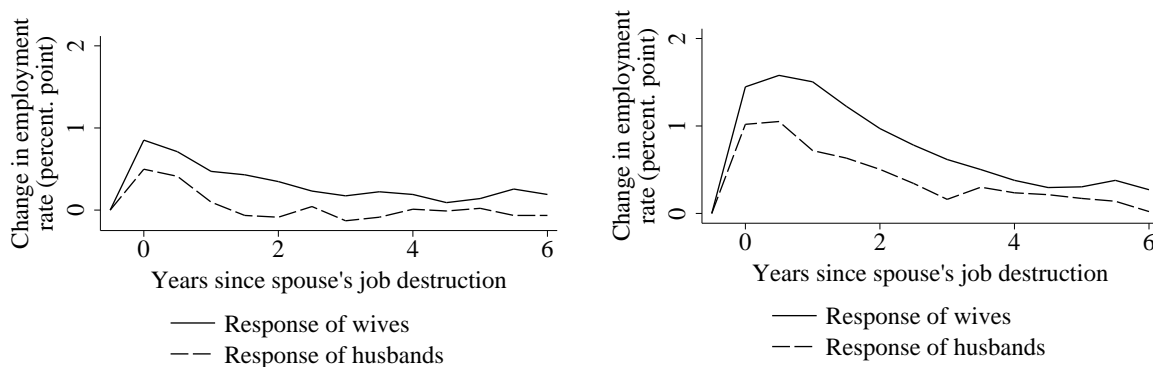 Change in employment
rate (percent. point)
2
1
0
0
2
4
6
Years since spouse's job destruction
Response of wives
Response of husbands
Change in employment
rate (percent. point)
2
1
0
0
2
4
6
Years since spouse's job destruction
Response of wives
Response of husbands